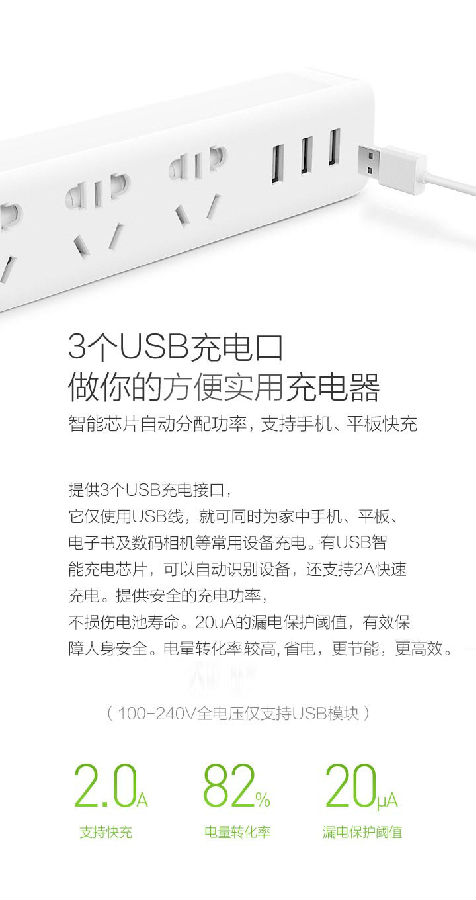 3个USB充电口
做你的方便实用充电器
智能芯片自动分配功率，支持手机、平板快充
提供3个USB充电接口，
它仅使用USB线，就可同时为家中手机、平板、
电子书及数码相机等常用设备充电。有USB智
能充电芯片，可以自动识别设备，还支持2A快速
充电。提供安全的充电功率，
不损伤电池寿命。20uA的漏电保护阈值，有效保
障人身安全。电量转化率较高,省电，更节能，更高效。
（100-240V全电压仅支持USB模块）
2.0A 82% 20μA
支持快充 电量转化率 漏电保护阈值